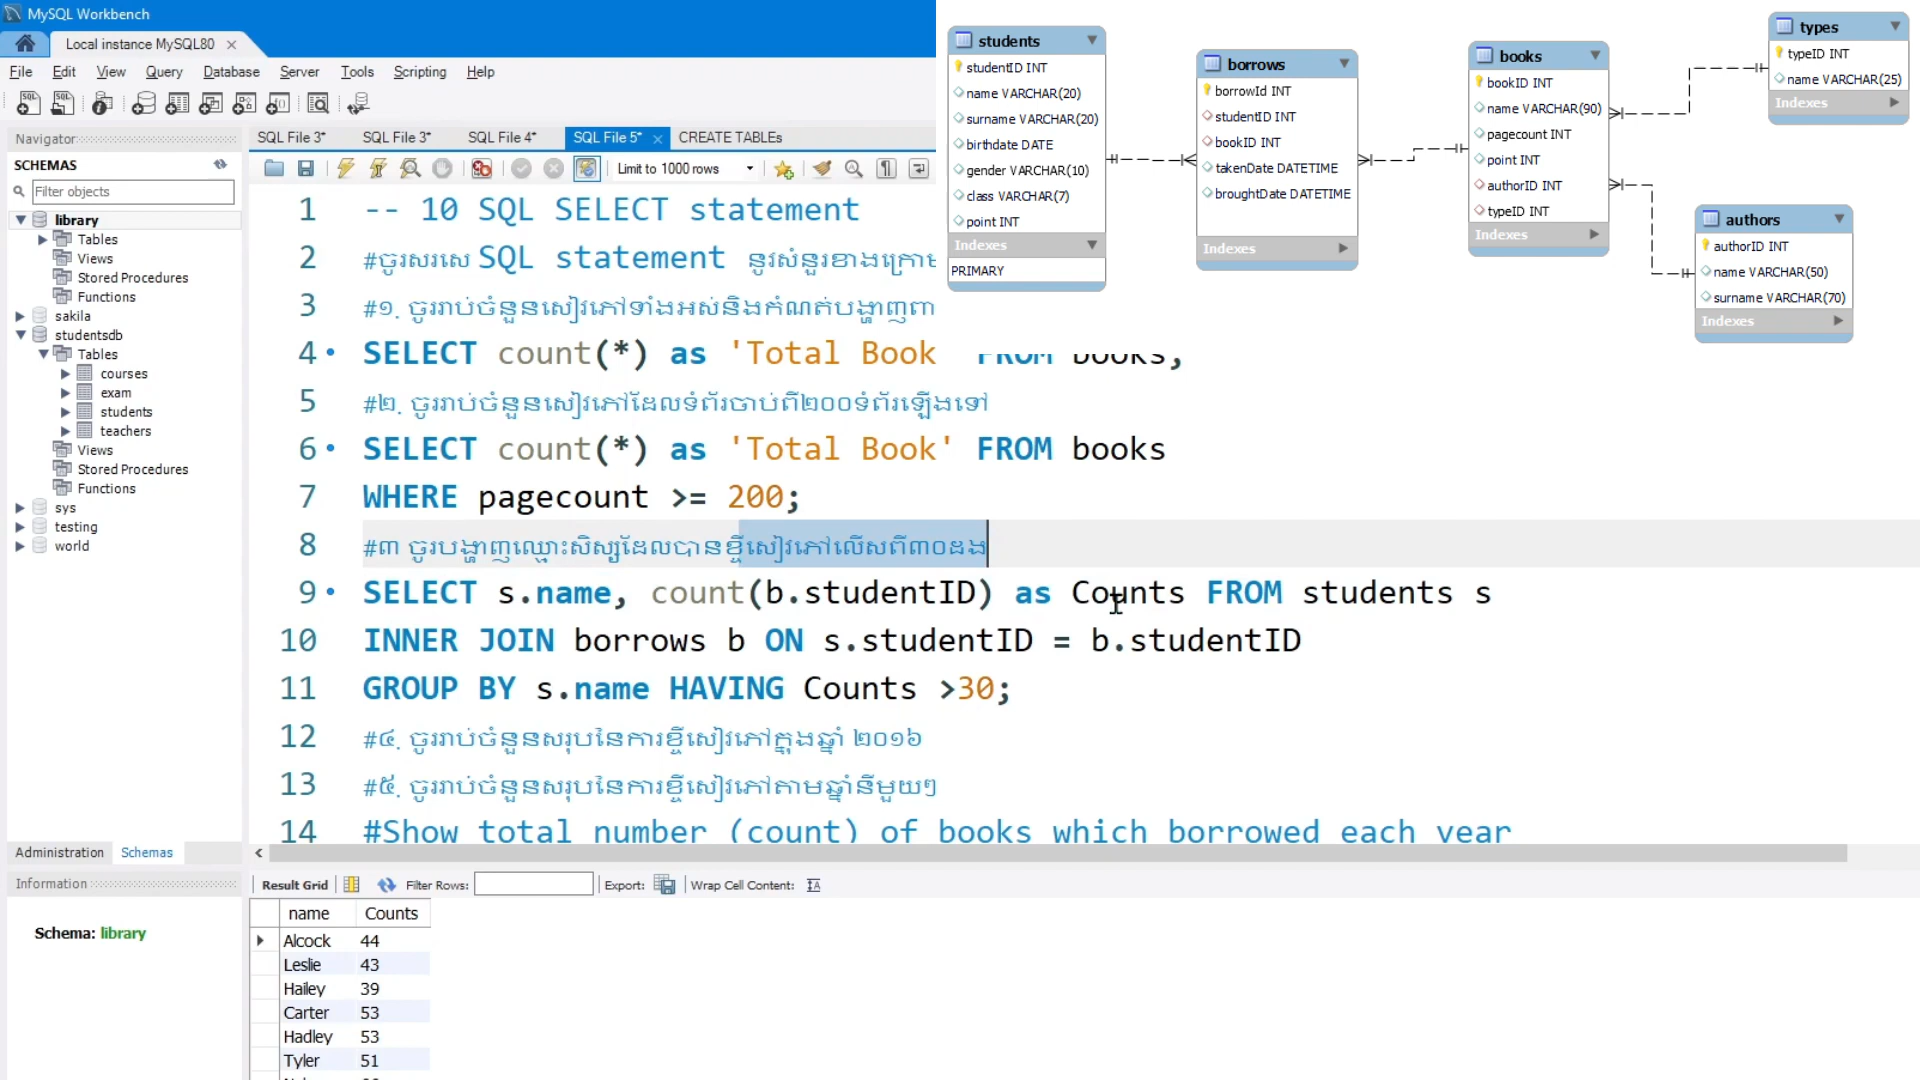 MySQL Workbench
Local instance MySQL80
File Edit View Query Database Server Tools Scripting Help
Navigator
SCHEMAS
Filter objects
library
Tables
Views
Stored Procedures
Functions
sakila
studentsdb
Tables
courses
exam
students
teachers
Views
Stored Procedures
Functions
sys
testing
world
Administration Schemas
Information
Schema: library
SQL File 3* SQL File 3* SQL File 4* SQL File 5* CREATE TABLEs
Limit to 1000 rows
1 -- 10 SQL SELECT statement
2 #ចូរសរសេ SQL statement នូវសំនួរខាងក្រោម
3 #១. ចូររាប់ចំនួនសៀវភៅទាំងអស់និងកំណត់បង្ហាញពា
4 SELECT count(*) as 'Total Book FROM books;
5 #២. ចូររាប់ចំនួនសៀវភៅដែលទំព័រចាប់ពី២០០ទំព័រឡើងទៅ
6 SELECT count(*) as 'Total Book' FROM books
7 WHERE pagecount >= 200;
8 #៣ ចូរបង្ហាញឈ្មោះសិស្សដែលបានខ្ចីសៀវភៅលើសពី៣០ដង
9 SELECT s.name, count(b.studentID) as Counts FROM students s
10 INNER JOIN borrows b ON s.studentID = b.studentID
11 GROUP BY s.name HAVING Counts >30;
12 #៤. ចូររាប់ចំនួនសរុបនៃការខ្ចីសៀវភៅក្នុងឆ្នាំ ២០១៦
13 #៥. ចូររាប់ចំនួនសរុបនៃការខ្ចីសៀវភៅតាមឆ្នាំនីមួយៗ
14 #Show total number (count) of books which borrowed each year
students
studentID INT
name VARCHAR(20)
surname VARCHAR(20)
birthdate DATE
gender VARCHAR(10)
class VARCHAR(7)
point INT
Indexes
PRIMARY
borrows
borrowId INT
studentID INT
bookID INT
takenDate DATETIME
broughtDate DATETIME
Indexes
books
bookID INT
name VARCHAR(90)
pagecount INT
point INT
authorID INT
typeID INT
Indexes
types
typeID INT
name VARCHAR(25)
Indexes
authors
authorID INT
name VARCHAR(50)
surname VARCHAR(70)
Indexes
Result Grid Filter Rows: Export: Wrap Cell Content:
name Counts
Alcock 44
Leslie 43
Hailey 39
Carter 53
Hadley 53
Tyler 51